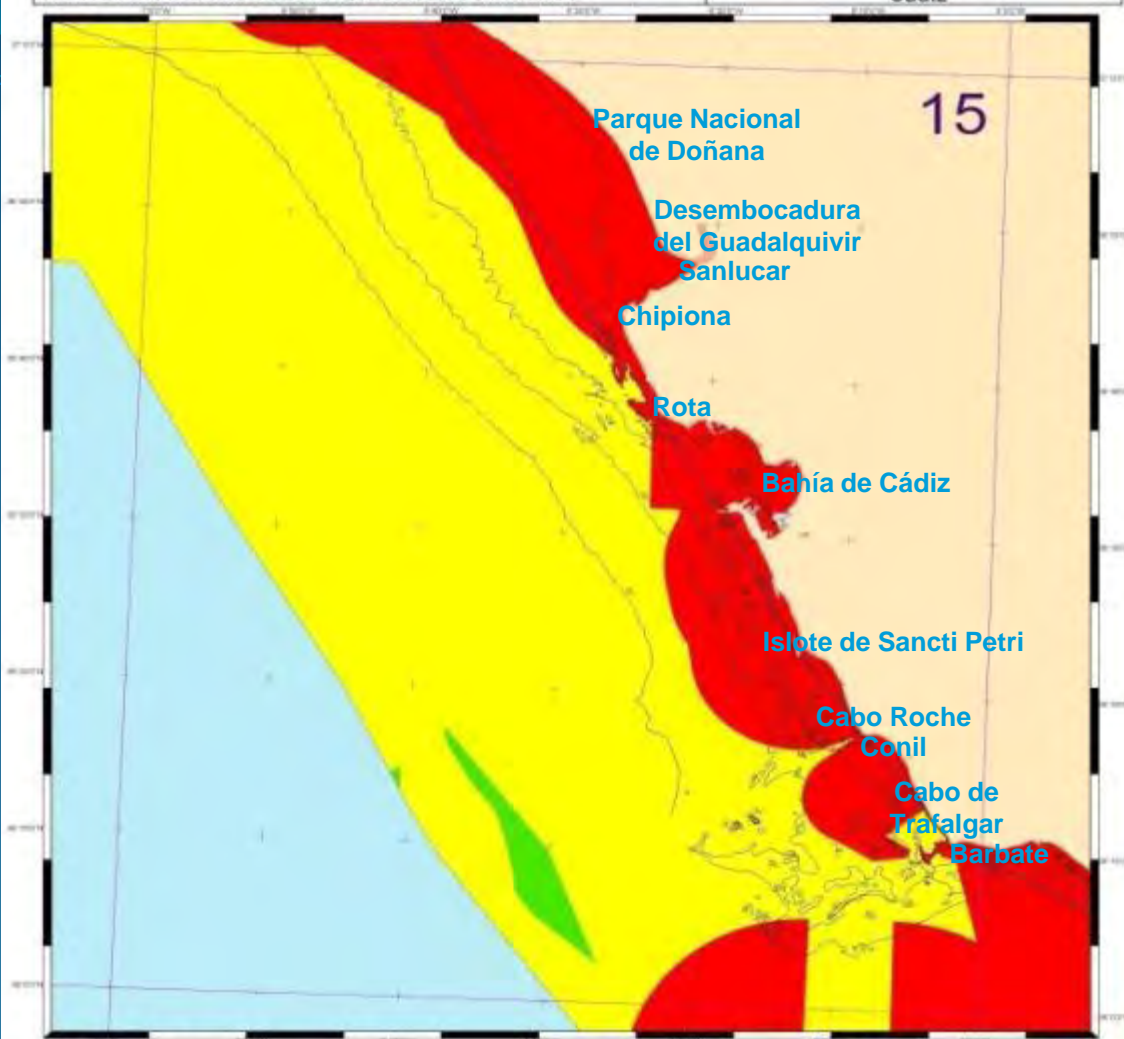 15
Parque Nacional
de Doñana
Desembocadura
del Guadalquivir
Sanlucar
Chipiona
Rota
Bahía de Cádiz
Islote de Sancti Petri
Cabo Roche
Conil
Cabo de
Trafalgar
Barbate